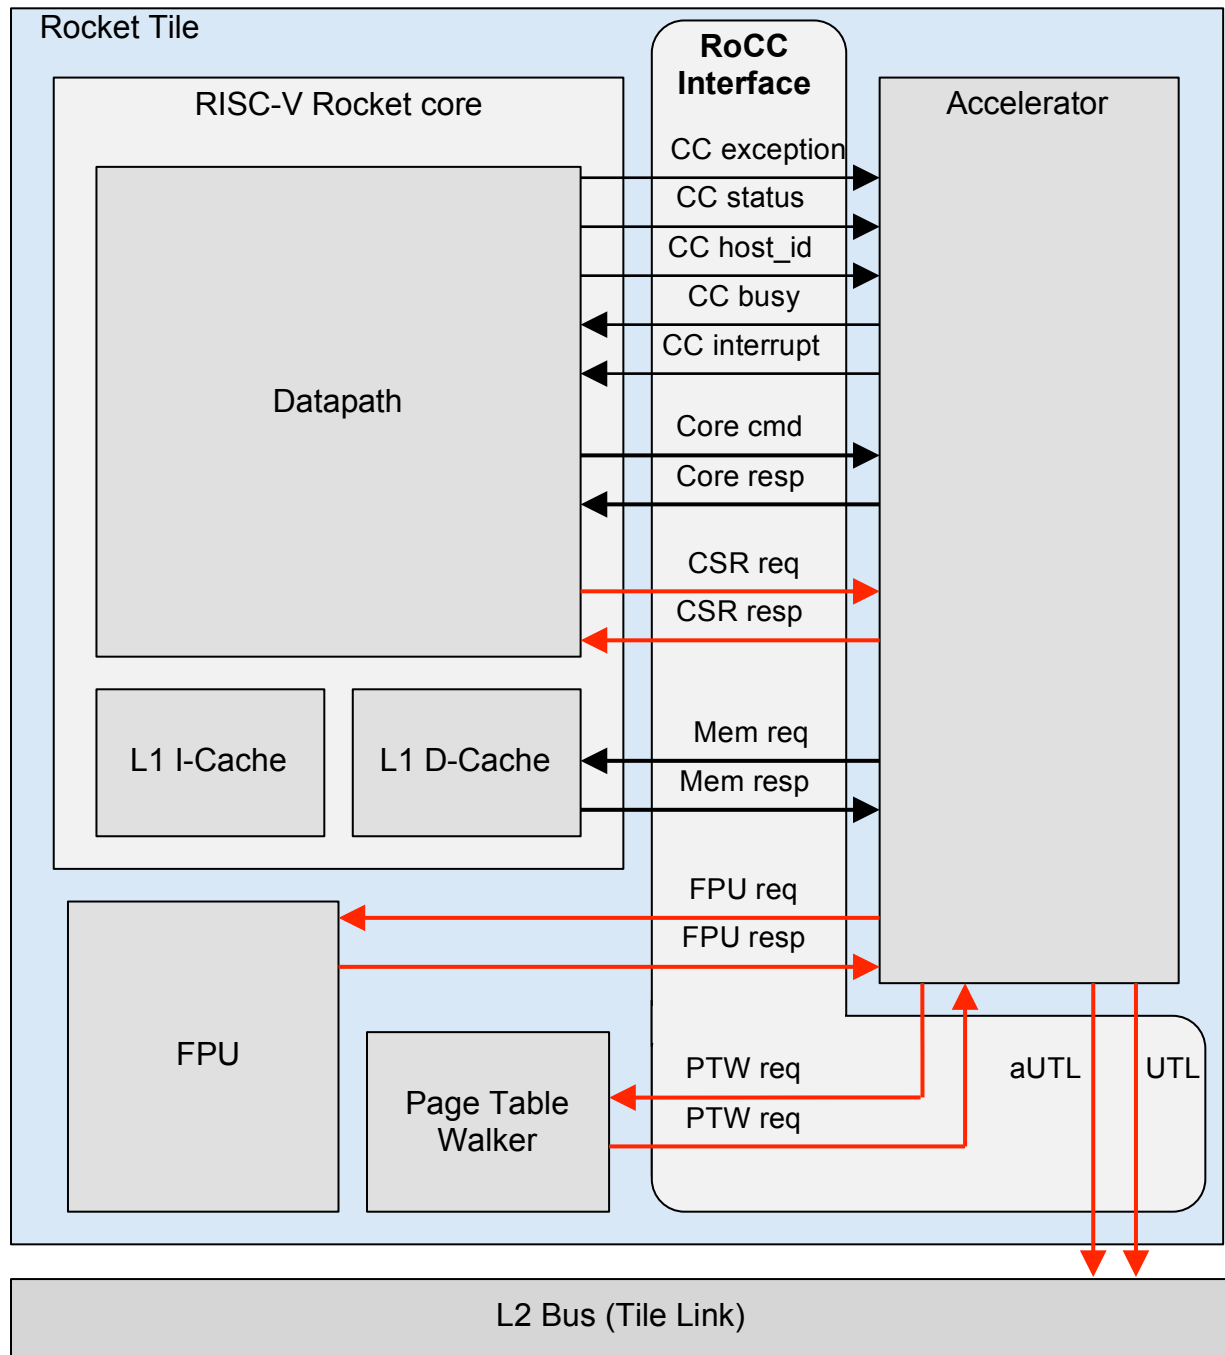 Rocket Tile
RoCC
Interface
RISC-V Rocket core
Accelerator
CC exception
CC status
CC host_id
CC busy
CC interrupt
Datapath
Core cmd
Core resp
CSR req
CSR resp
L1 I-Cache
L1 D-Cache
Mem req
Mem resp
FPU req
FPU resp
FPU
Page Table
Walker
PTW req
PTW req
aUTL
UTL
L2 Bus (Tile Link)